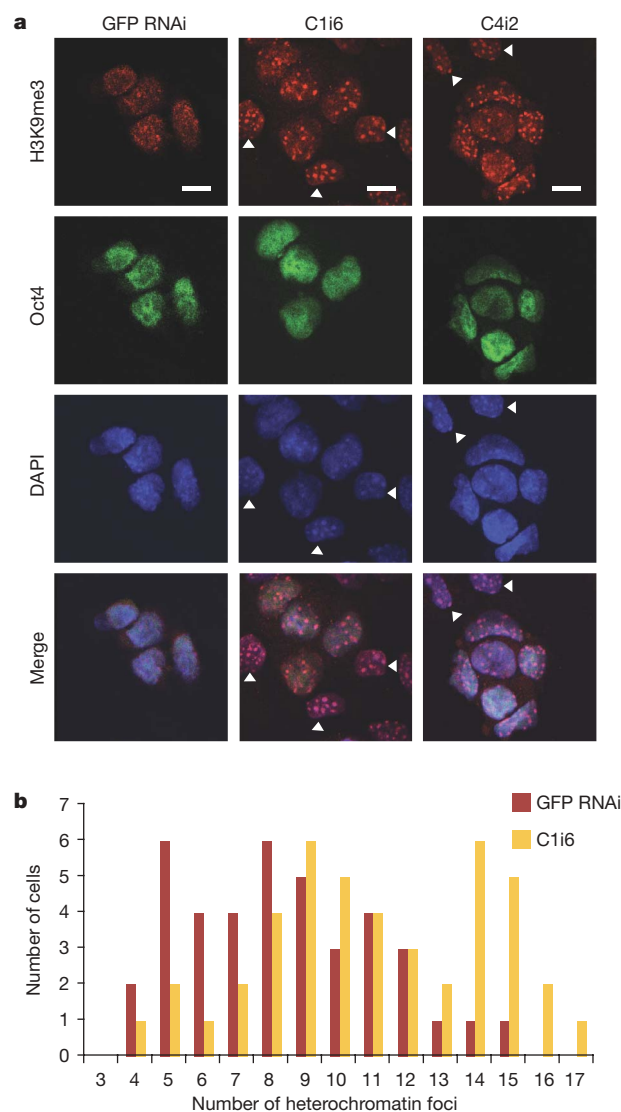 a
GFP RNAi C1i6 C4i2
H3K9me3
Oct4
DAPI
Merge
b
GFP RNAi
C1i6
Number of cells
7
6
5
4
3
2
1
0
3 4 5 6 7 8 9 10 11 12 13 14 15 16 17
Number of heterochromatin foci